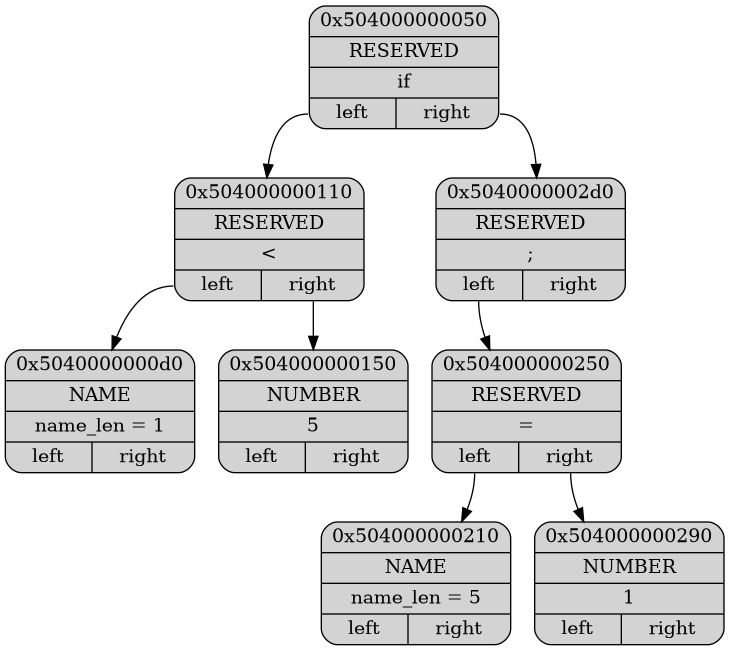 0x504000000050
RESERVED
if
left right
0x504000000110
RESERVED
<
left right
0x5040000002d0
RESERVED
;
left right
0x5040000000d0
NAME
name_len = 1
left right
0x504000000150
NUMBER
5
left right
0x504000000250
RESERVED
=
left right
0x504000000210
NAME
name_len = 5
left right
0x504000000290
NUMBER
1
left right